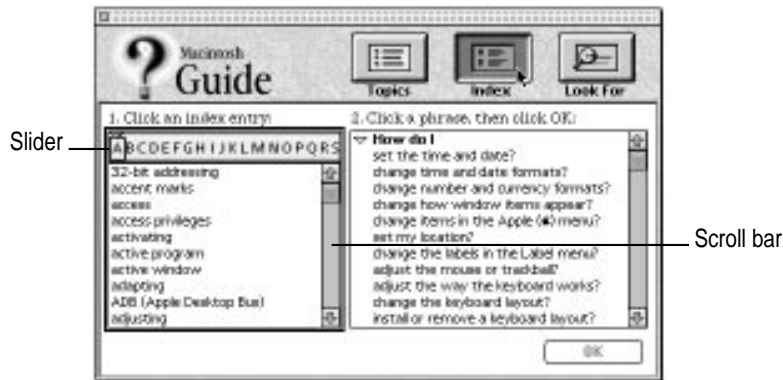 Macintosh
Guide
Topics
Index
Look For
1. Click an index entry:
2. Click a phrase, then click OK:
Slider
A B C D E F G H I J K L M N O P Q R S
32-bit addressing
accent marks
access
access privileges
activating
active program
active window
adapting
ADB (Apple Desktop Bus)
adjusting
How do I
set the time and date?
change time and date formats?
change number and currency formats?
change how window items appear?
change items in the Apple () menu?
set my location?
change the labels in the Label menu?
adjust the mouse or trackball?
adjust the way the keyboard works?
change the keyboard layout?
install or remove a keyboard layout?
Scroll bar
OK